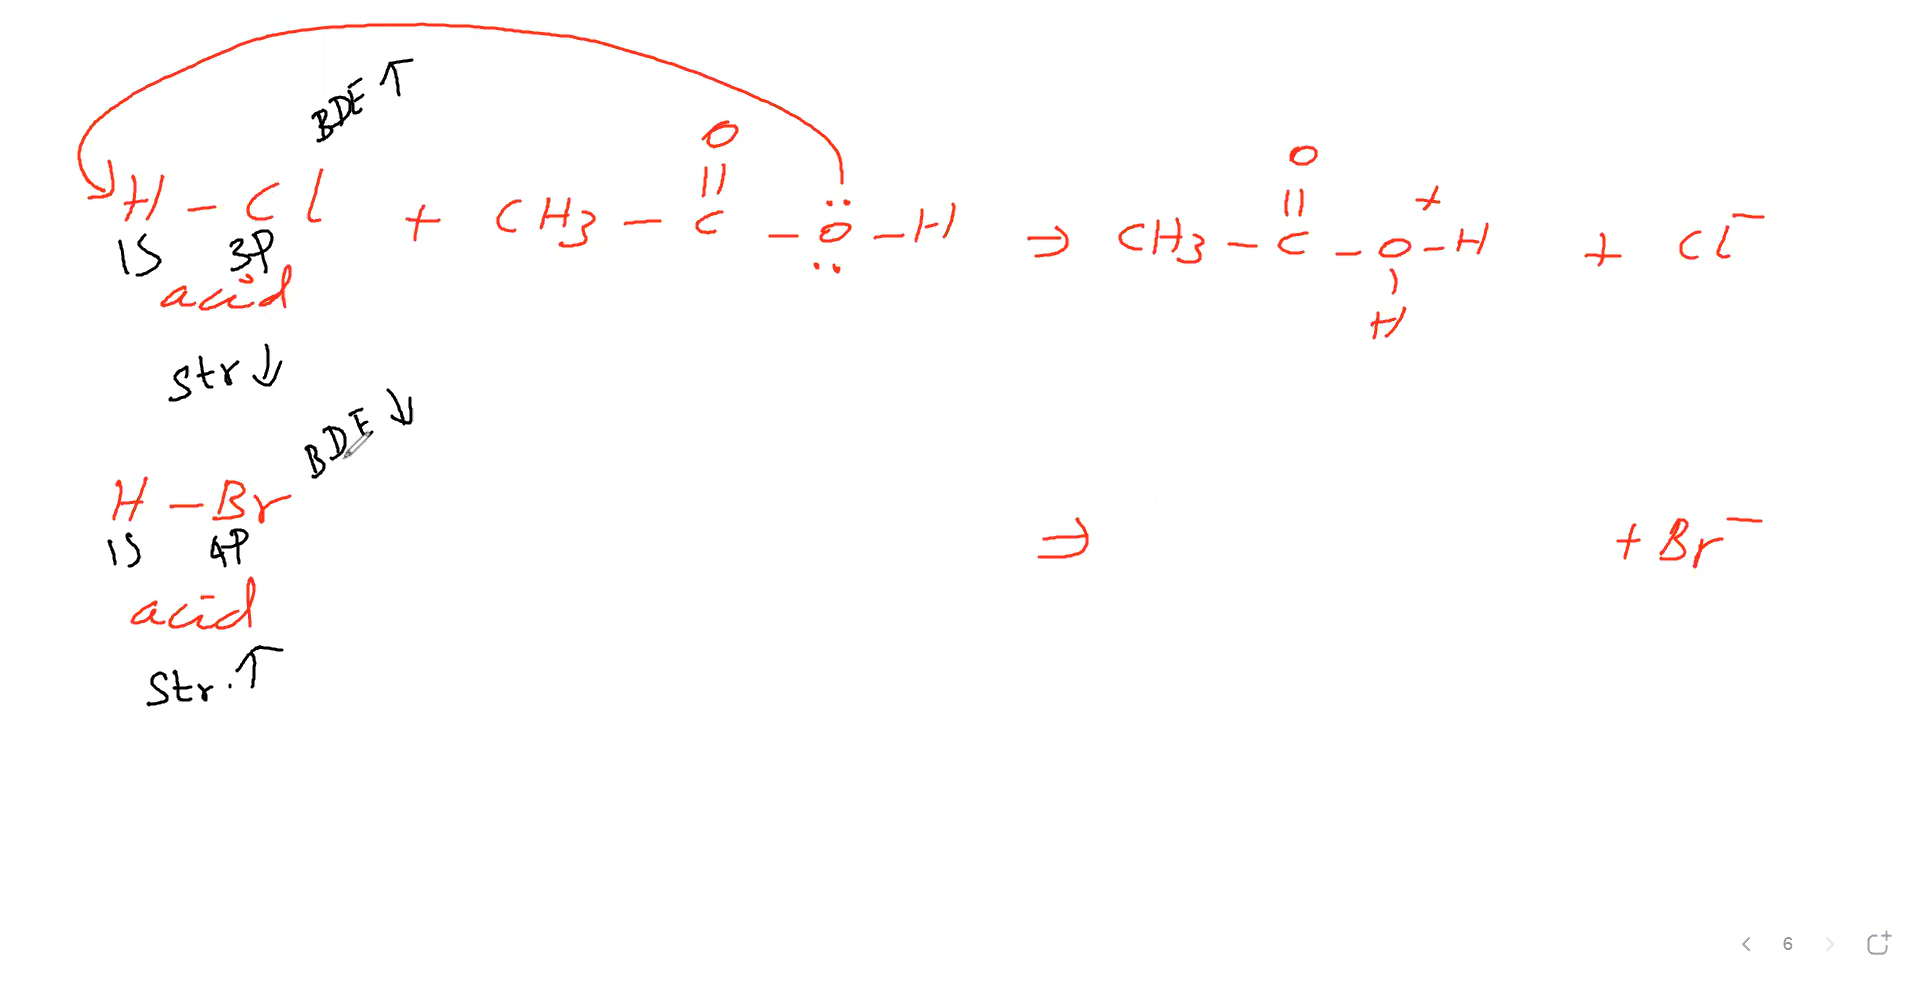 BDE ↑
O
||
H - Cl + CH3 - C - Ö - H ⇒ CH3 - C - O - H + Cl⁻
O
||
+
1S 3P
|
H
acid
Str ↓
BDE ↓
H - Br ⇒ + Br⁻
1S 4P
acid
Str. ↑
< 6 >